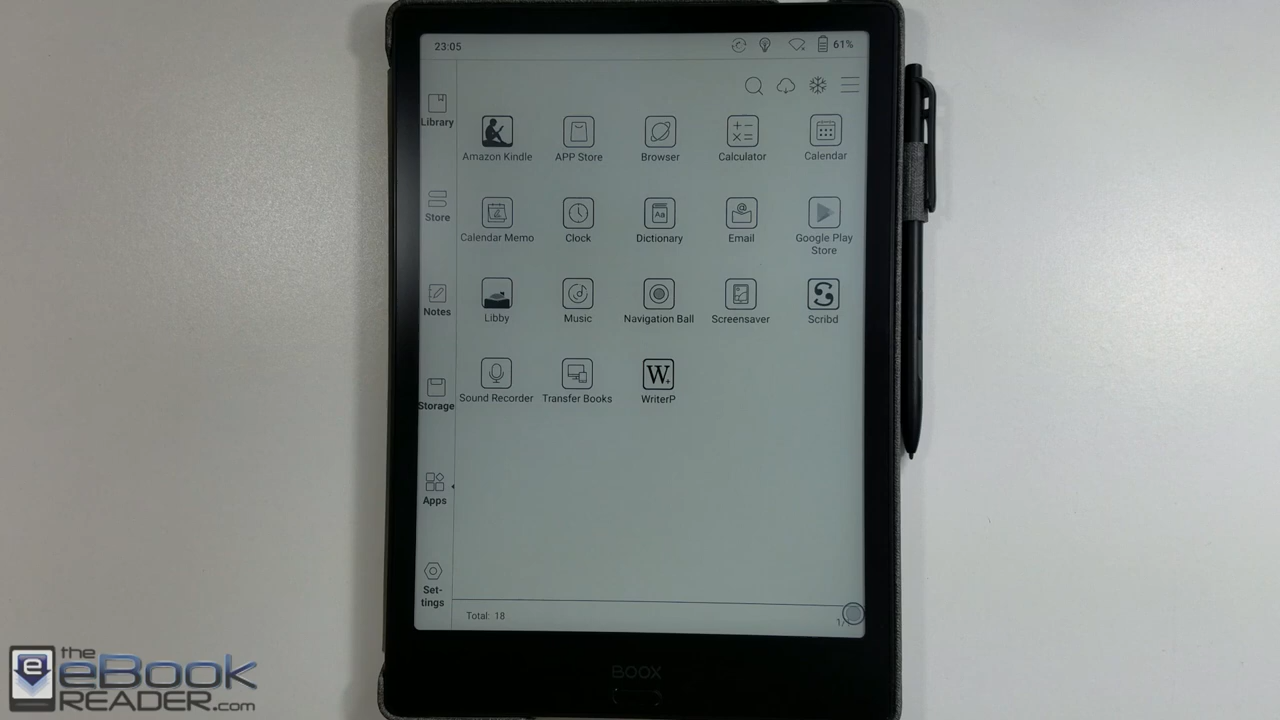 23:05
61%
Library
Store
Notes
Storage
Apps
Set-
tings
Amazon Kindle
APP Store
Browser
Calculator
Calendar
Calendar Memo
Clock
Aa
Dictionary
@
Email
Google Play
Store
Libby
Music
Navigation Ball
Screensaver
S
Scribd
Sound Recorder
Transfer Books
W+
WriterP
Total: 18
BOOX
e
the
eBook
READER.com